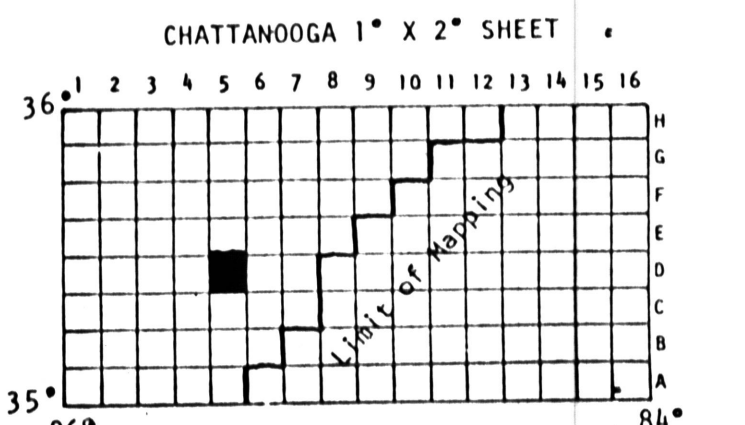 CHATTANOOGA 1° X 2° SHEET
1 2 3 4 5 6 7 8 9 10 11 12 13 14 15 16
36°
H
G
F
E
D
C
B
A
Limit of Mapping
35°
84°